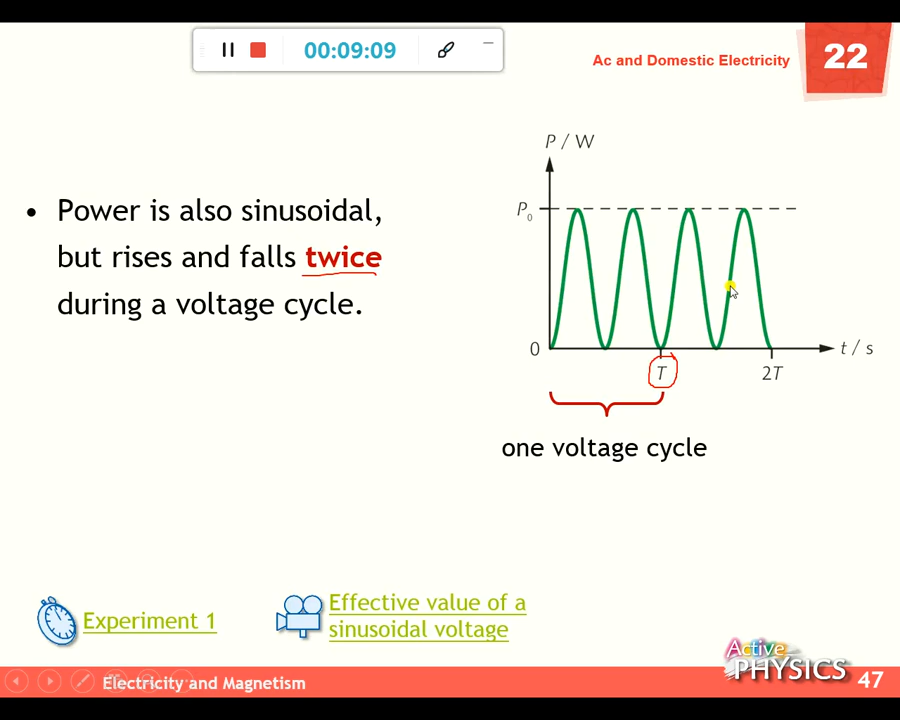 00:09:09
Ac and Domestic Electricity
22
P / W
• Power is also sinusoidal,
but rises and falls twice
during a voltage cycle.
P₀
0
t / s
T
2T
one voltage cycle
Experiment 1
Effective value of a
sinusoidal voltage
Active
PHYSICS
Electricity and Magnetism
47